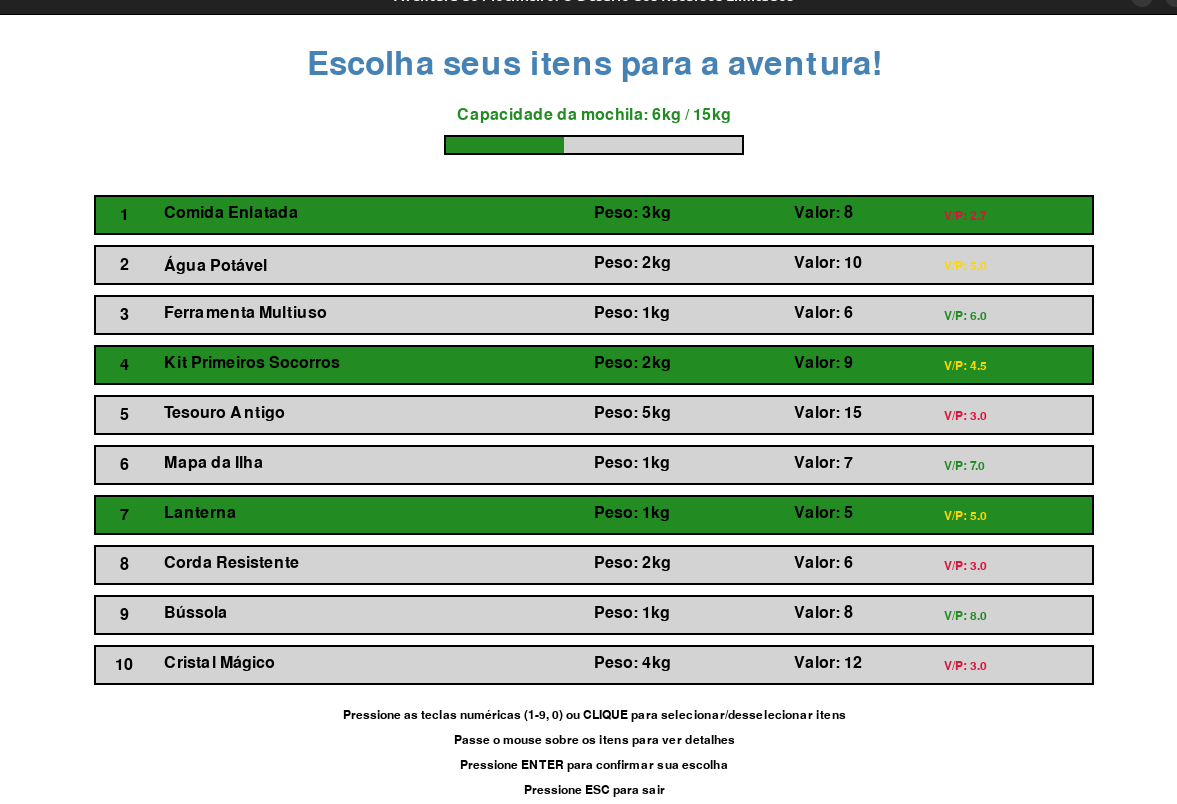 Escolha seus itens para a aventura!
Capacidade da mochila: 6kg / 15kg
1 Comida Enlatada Peso: 3kg Valor: 8 V/P: 2.7
2 Água Potável Peso: 2kg Valor: 10 V/P: 5.0
3 Ferramenta Multiuso Peso: 1kg Valor: 6 V/P: 6.0
4 Kit Primeiros Socorros Peso: 2kg Valor: 9 V/P: 4.5
5 Tesouro Antigo Peso: 5kg Valor: 15 V/P: 3.0
6 Mapa da Ilha Peso: 1kg Valor: 7 V/P: 7.0
7 Lanterna Peso: 1kg Valor: 5 V/P: 5.0
8 Corda Resistente Peso: 2kg Valor: 6 V/P: 3.0
9 Bússola Peso: 1kg Valor: 8 V/P: 8.0
10 Cristal Mágico Peso: 4kg Valor: 12 V/P: 3.0
Pressione as teclas numéricas (1-9, 0) ou CLIQUE para selecionar/desselecionar itens
Passe o mouse sobre os itens para ver detalhes
Pressione ENTER para confirmar sua escolha
Pressione ESC para sair